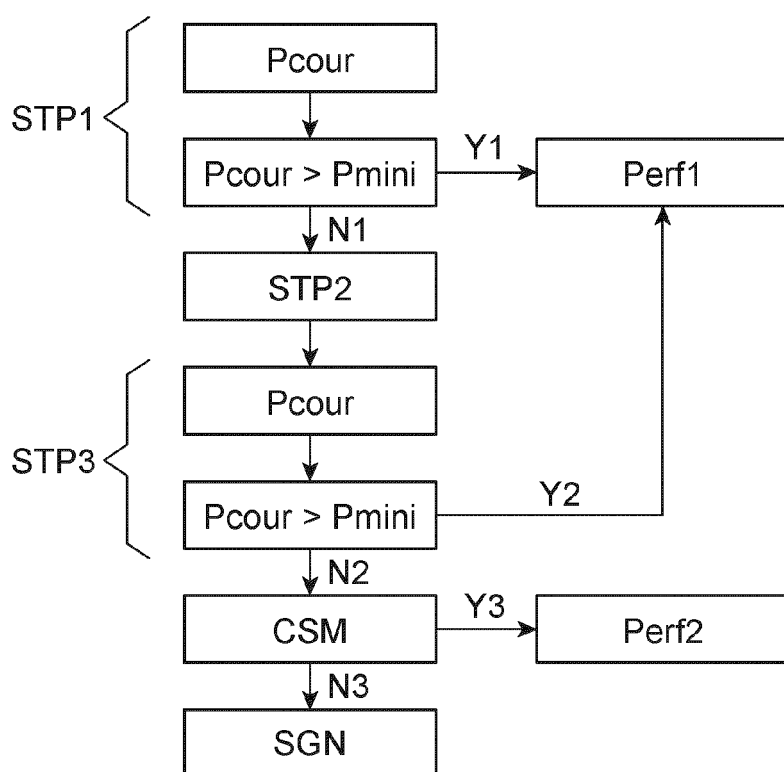 Pcour
STP1
Pcour > Pmini
Y1
Perf1
N1
STP2
Pcour
STP3
Pcour > Pmini
Y2
N2
CSM
Y3
Perf2
N3
SGN